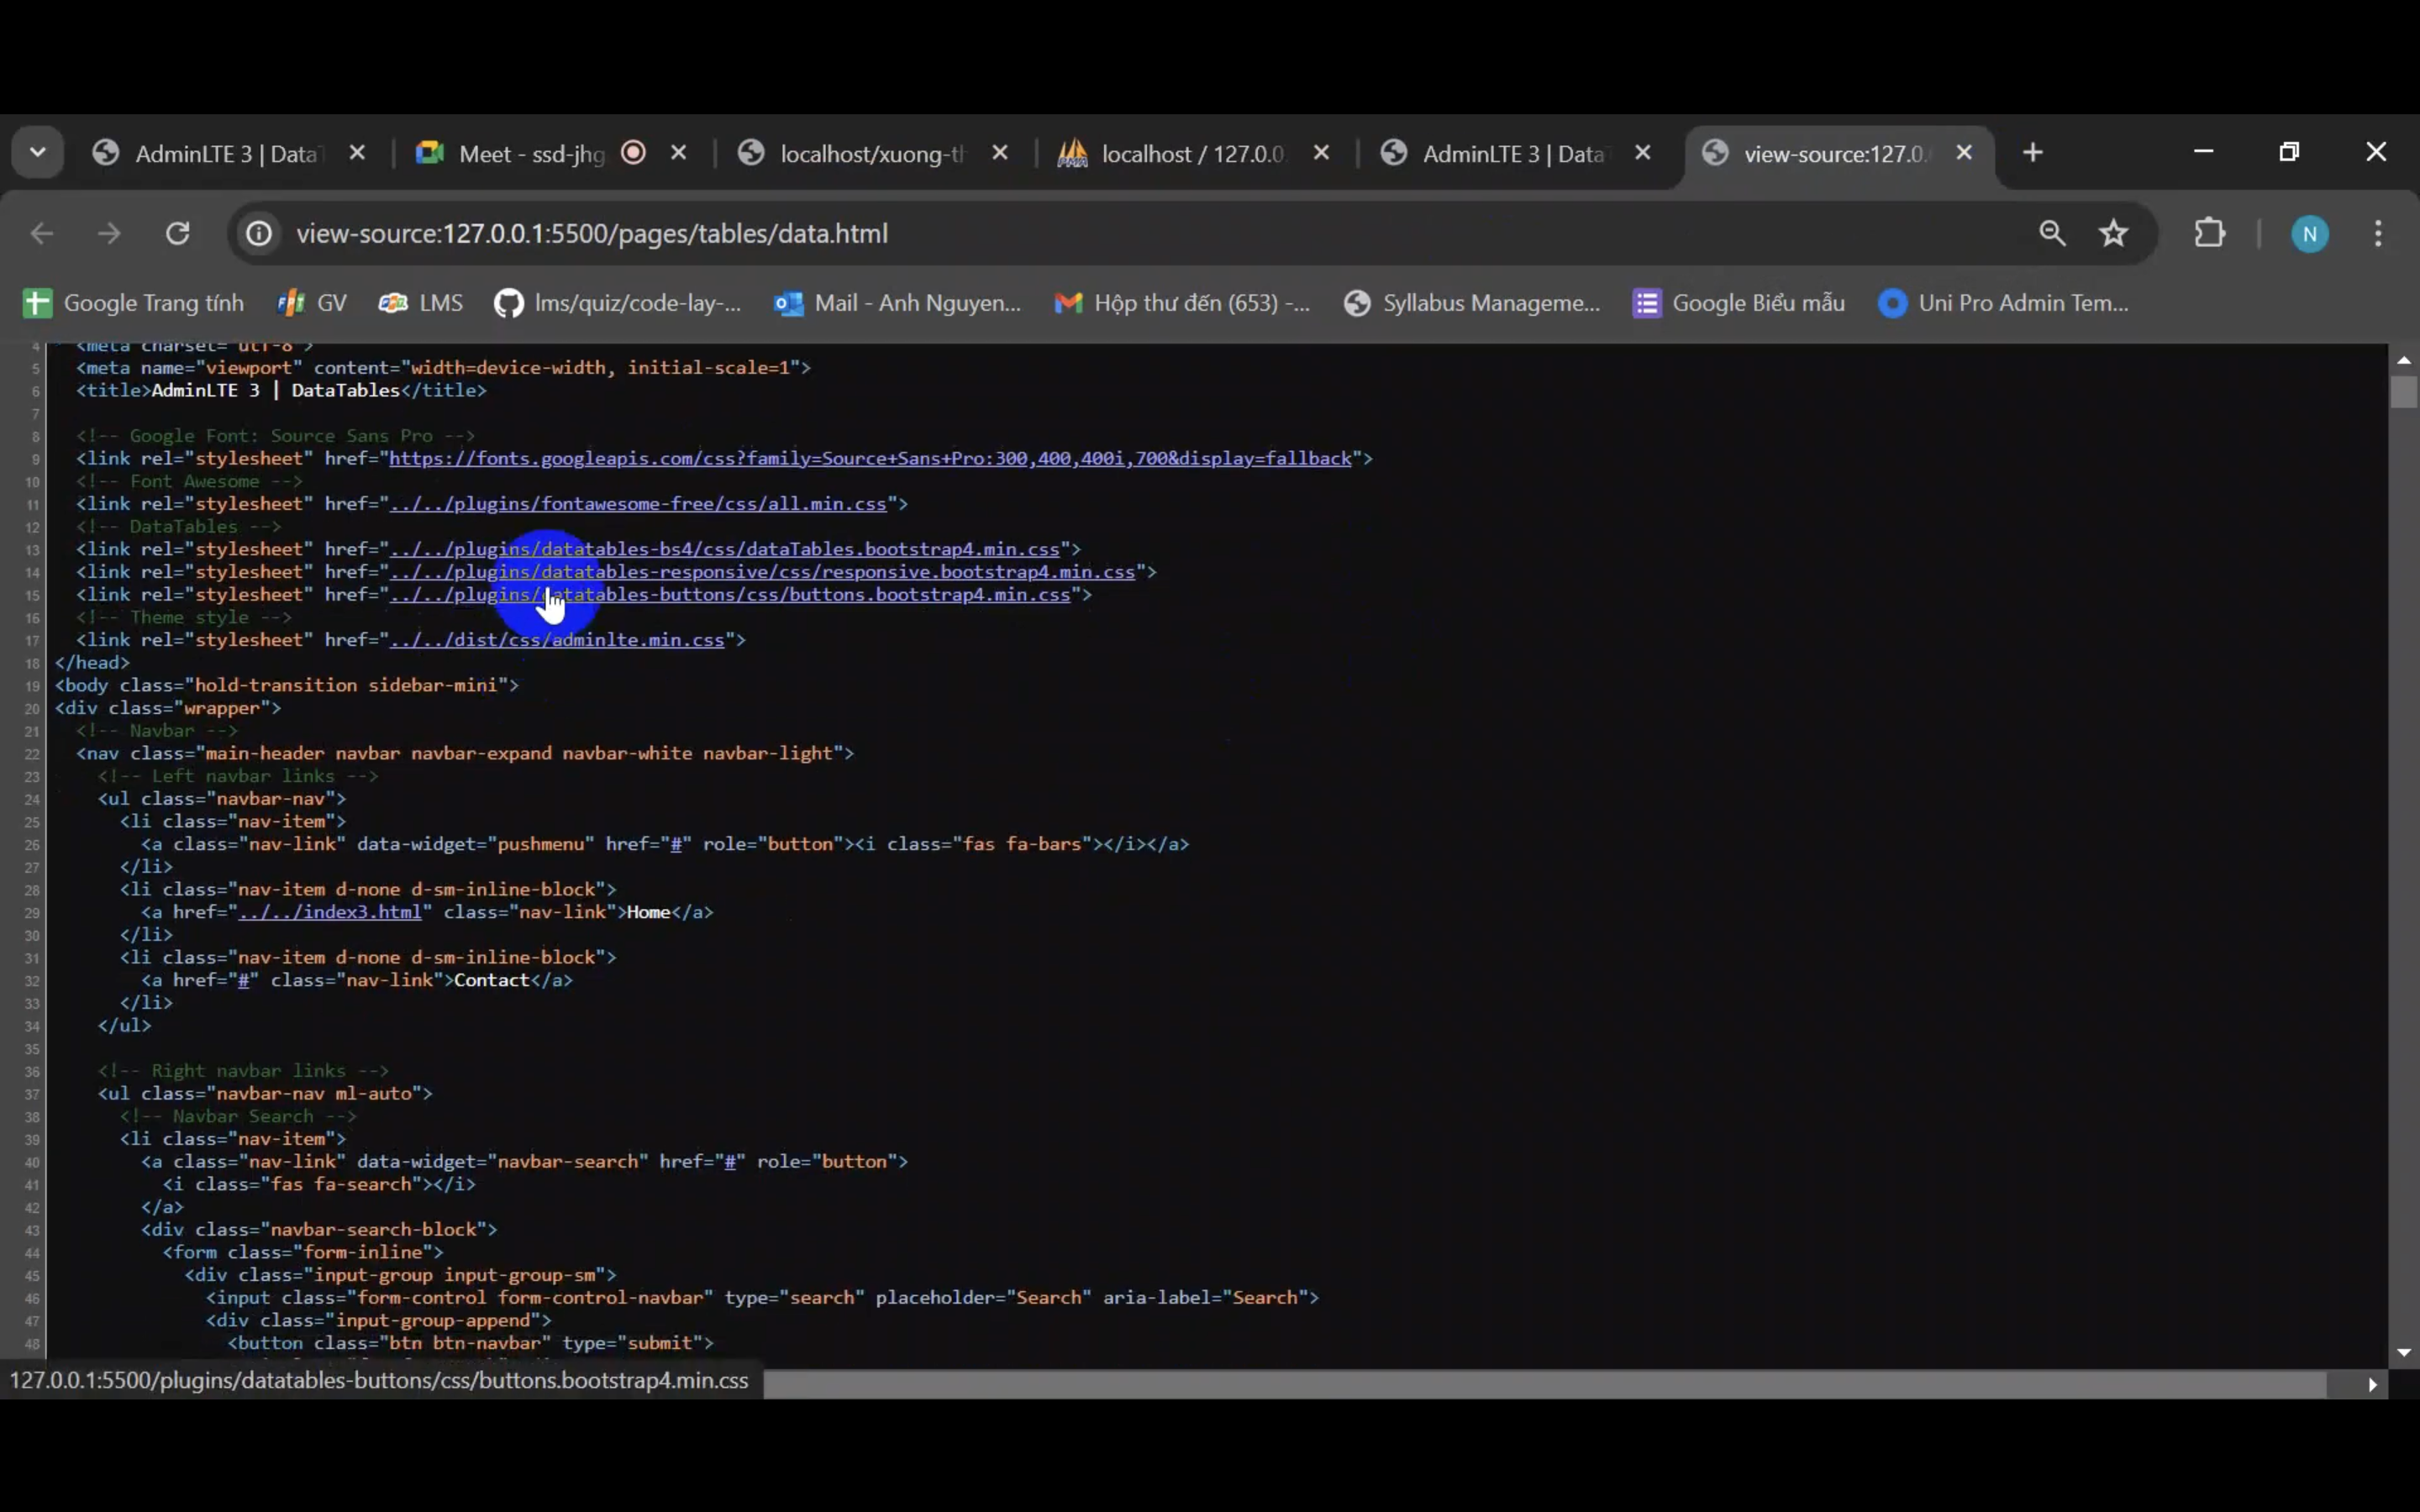 AdminLTE 3 | Data
Meet - ssd-jhg
localhost/xuong-t
localhost / 127.0.0
AdminLTE 3 | Data
view-source:127.0.
view-source:127.0.0.1:5500/pages/tables/data.html
N
Google Trang tính
GV
LMS
lms/quiz/code-lay-...
Mail - Anh Nguyen...
Hộp thư đến (653) -...
Syllabus Manageme...
Google Biểu mẫu
Uni Pro Admin Tem...
4 <meta charset="utf-8">
5 <meta name="viewport" content="width=device-width, initial-scale=1">
6 <title>AdminLTE 3 | DataTables</title>
7
8 <!-- Google Font: Source Sans Pro -->
9 <link rel="stylesheet" href="https://fonts.googleapis.com/css?family=Source+Sans+Pro:300,400,400i,700&display=fallback">
10 <!-- Font Awesome -->
11 <link rel="stylesheet" href="../../plugins/fontawesome-free/css/all.min.css">
12 <!-- DataTables -->
13 <link rel="stylesheet" href="../../plugins/datatables-bs4/css/dataTables.bootstrap4.min.css">
14 <link rel="stylesheet" href="../../plugins/datatables-responsive/css/responsive.bootstrap4.min.css">
15 <link rel="stylesheet" href="../../plugins/datatables-buttons/css/buttons.bootstrap4.min.css">
16 <!-- Theme style -->
17 <link rel="stylesheet" href="../../dist/css/adminlte.min.css">
18 </head>
19 <body class="hold-transition sidebar-mini">
20 <div class="wrapper">
21 <!-- Navbar -->
22 <nav class="main-header navbar navbar-expand navbar-white navbar-light">
23 <!-- Left navbar links -->
24 <ul class="navbar-nav">
25 <li class="nav-item">
26 <a class="nav-link" data-widget="pushmenu" href="#" role="button"><i class="fas fa-bars"></i></a>
27 </li>
28 <li class="nav-item d-none d-sm-inline-block">
29 <a href="../../index3.html" class="nav-link">Home</a>
30 </li>
31 <li class="nav-item d-none d-sm-inline-block">
32 <a href="#" class="nav-link">Contact</a>
33 </li>
34 </ul>
35
36 <!-- Right navbar links -->
37 <ul class="navbar-nav ml-auto">
38 <!-- Navbar Search -->
39 <li class="nav-item">
40 <a class="nav-link" data-widget="navbar-search" href="#" role="button">
41 <i class="fas fa-search"></i>
42 </a>
43 <div class="navbar-search-block">
44 <form class="form-inline">
45 <div class="input-group input-group-sm">
46 <input class="form-control form-control-navbar" type="search" placeholder="Search" aria-label="Search">
47 <div class="input-group-append">
48 <button class="btn btn-navbar" type="submit">
127.0.0.1:5500/plugins/datatables-buttons/css/buttons.bootstrap4.min.css